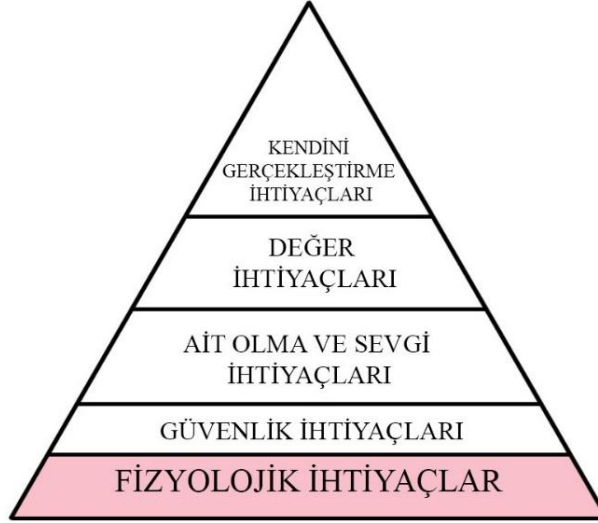 KENDİNİ
GERÇEKLEŞTİRME
İHTİYAÇLARI
DEĞER
İHTİYAÇLARI
AİT OLMA VE SEVGİ
İHTİYAÇLARI
GÜVENLİK İHTİYAÇLARI
FİZYOLOJİK İHTİYAÇLAR